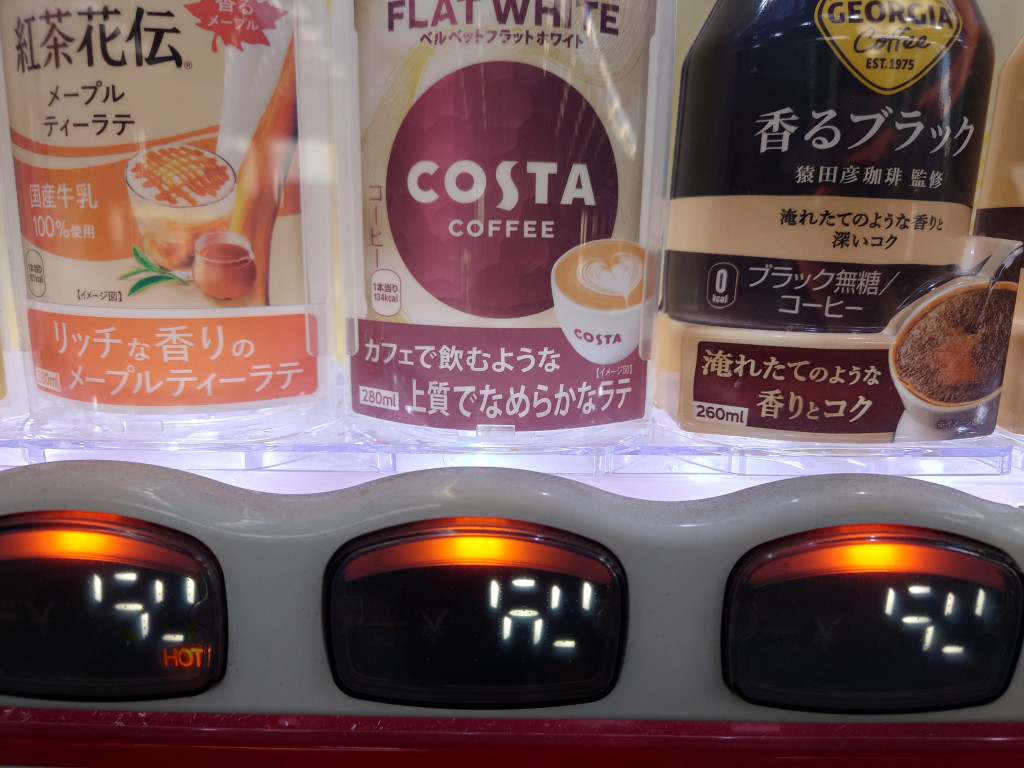 香る
メープル
紅茶花伝®
メープル
ティーラテ
国産牛乳
100%使用
【イメージ図】
リッチな香りの
メープルティーラテ
HOT
FLAT WHITE
ベルベットフラットホワイト
COSTA
COFFEE
コーヒー
1本当り
134kcal
COSTA
カフェで飲むような
【イメージ図】
280ml
上質でなめらかなラテ
¥
GEORGIA
Coffee
EST.1975
香るブラック
猿田彦珈琲 監修
淹れたてのような香りと
深いコク
0
kcal
ブラック無糖/
コーヒー
淹れたてのような
香りとコク
260ml
¥